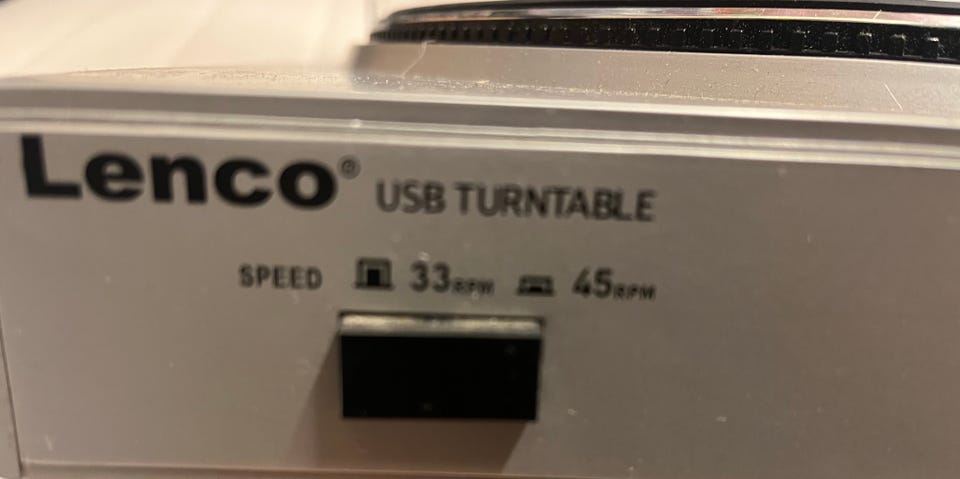 Lenco® USB TURNTABLE
SPEED 33RPM 45RPM